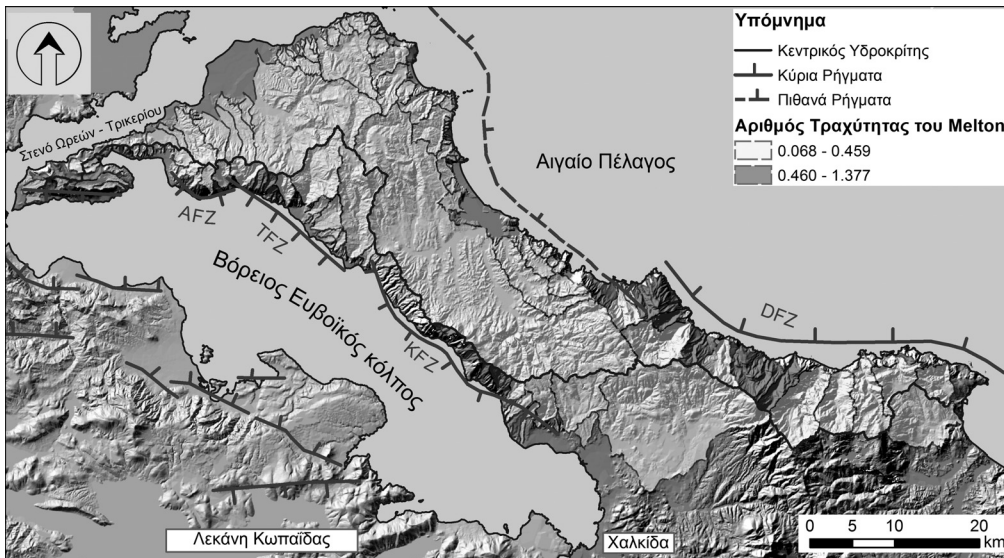 Υπόμνημα
Κεντρικός Υδροκρίτης
Κύρια Ρήγματα
Πιθανά Ρήγματα
Αριθμός Τραχύτητας του Melton
0.068 - 0.459
0.460 - 1.377
Στενό Ωρεών - Τρικερίου
Αιγαίο Πέλαγος
AFZ
TFZ
Βόρειος Ευβοϊκός κόλπος
KFZ
DFZ
Λεκάνη Κωπαΐδας
Χαλκίδα
0 5 10 20
km